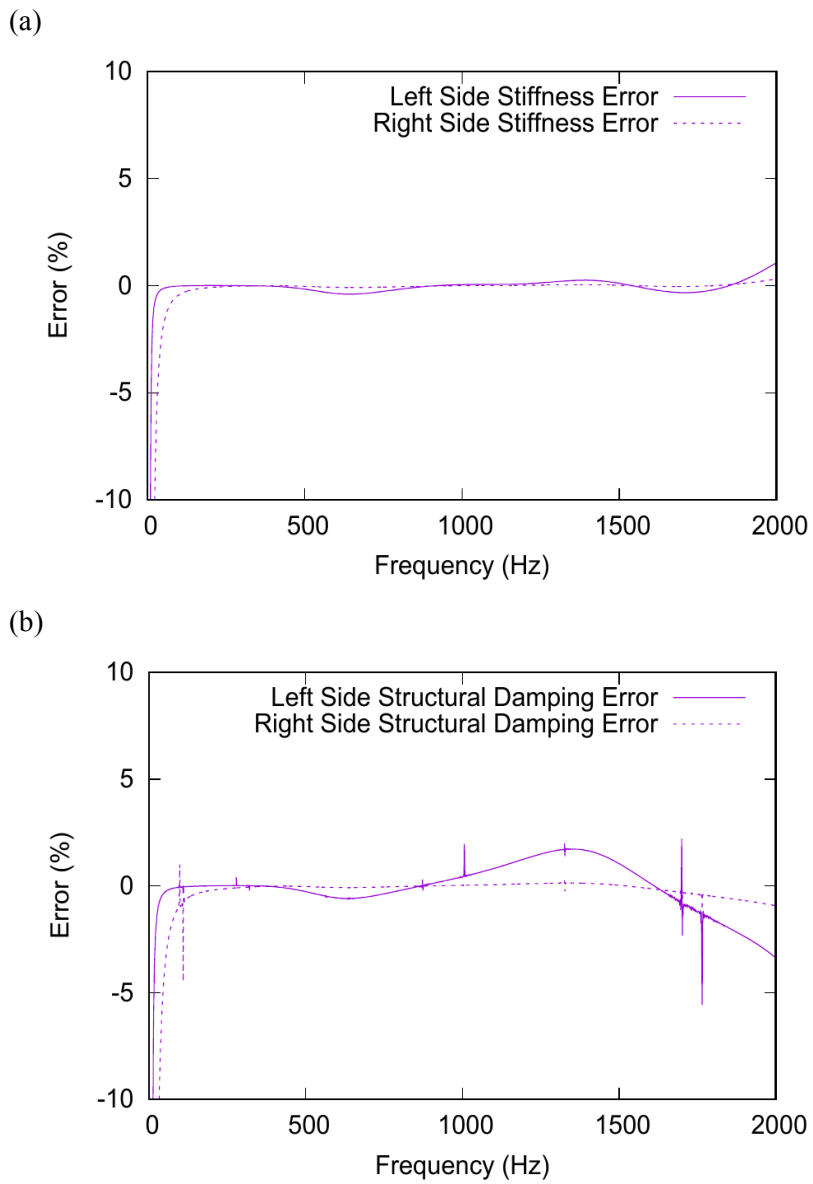 (a)
10
Left Side Stiffness Error
Right Side Stiffness Error
5
0
-5
-10
Error (%)
0 500 1000 1500 2000
Frequency (Hz)
(b)
10
Left Side Structural Damping Error
Right Side Structural Damping Error
5
0
-5
-10
Error (%)
0 500 1000 1500 2000
Frequency (Hz)